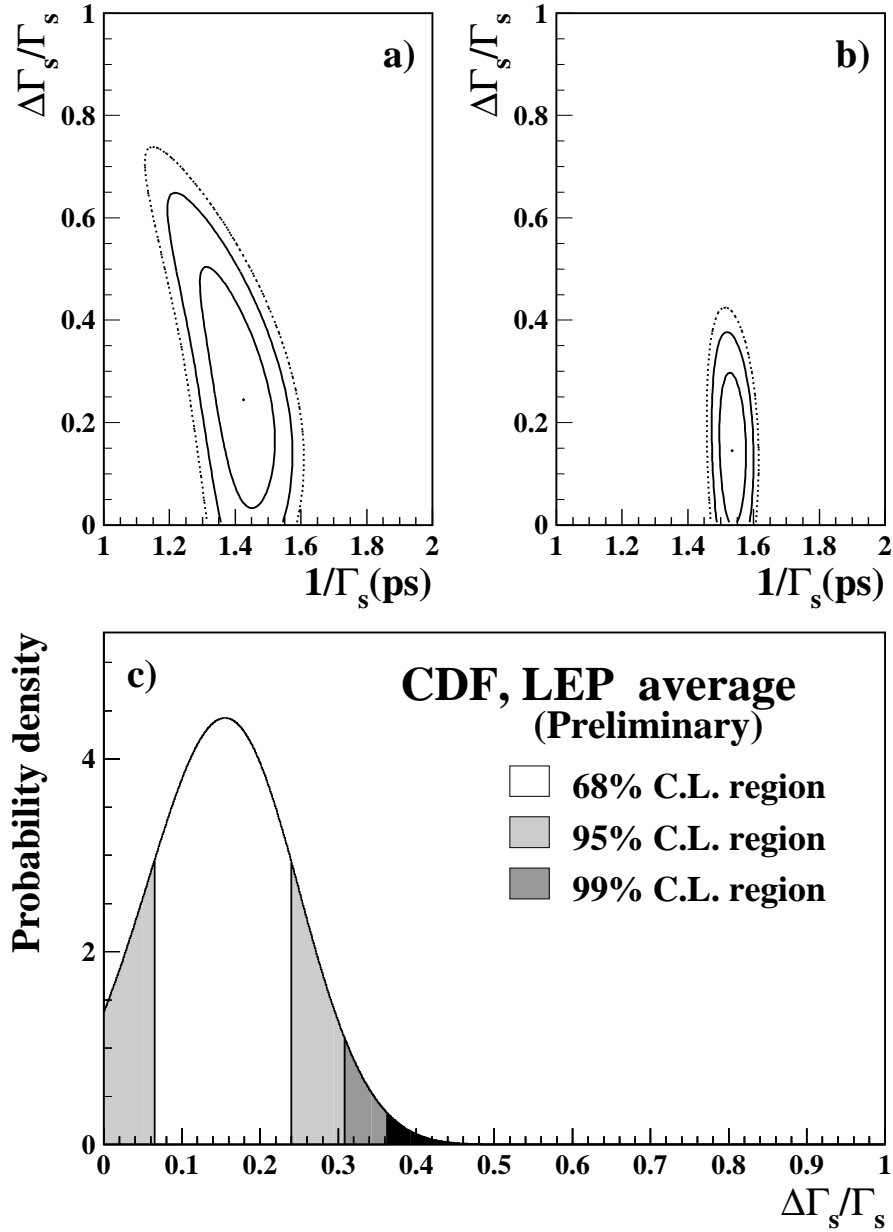 ΔΓs/Γs
a)
1
0.8
0.6
0.4
0.2
0
1 1.2 1.4 1.6 1.8 2
1/Γs(ps)
ΔΓs/Γs
b)
1
0.8
0.6
0.4
0.2
0
1 1.2 1.4 1.6 1.8 2
1/Γs(ps)
Probability density
c)
CDF, LEP average
(Preliminary)
68% C.L. region
95% C.L. region
99% C.L. region
4
2
0
0 0.1 0.2 0.3 0.4 0.5 0.6 0.7 0.8 0.9 1
ΔΓs/Γs